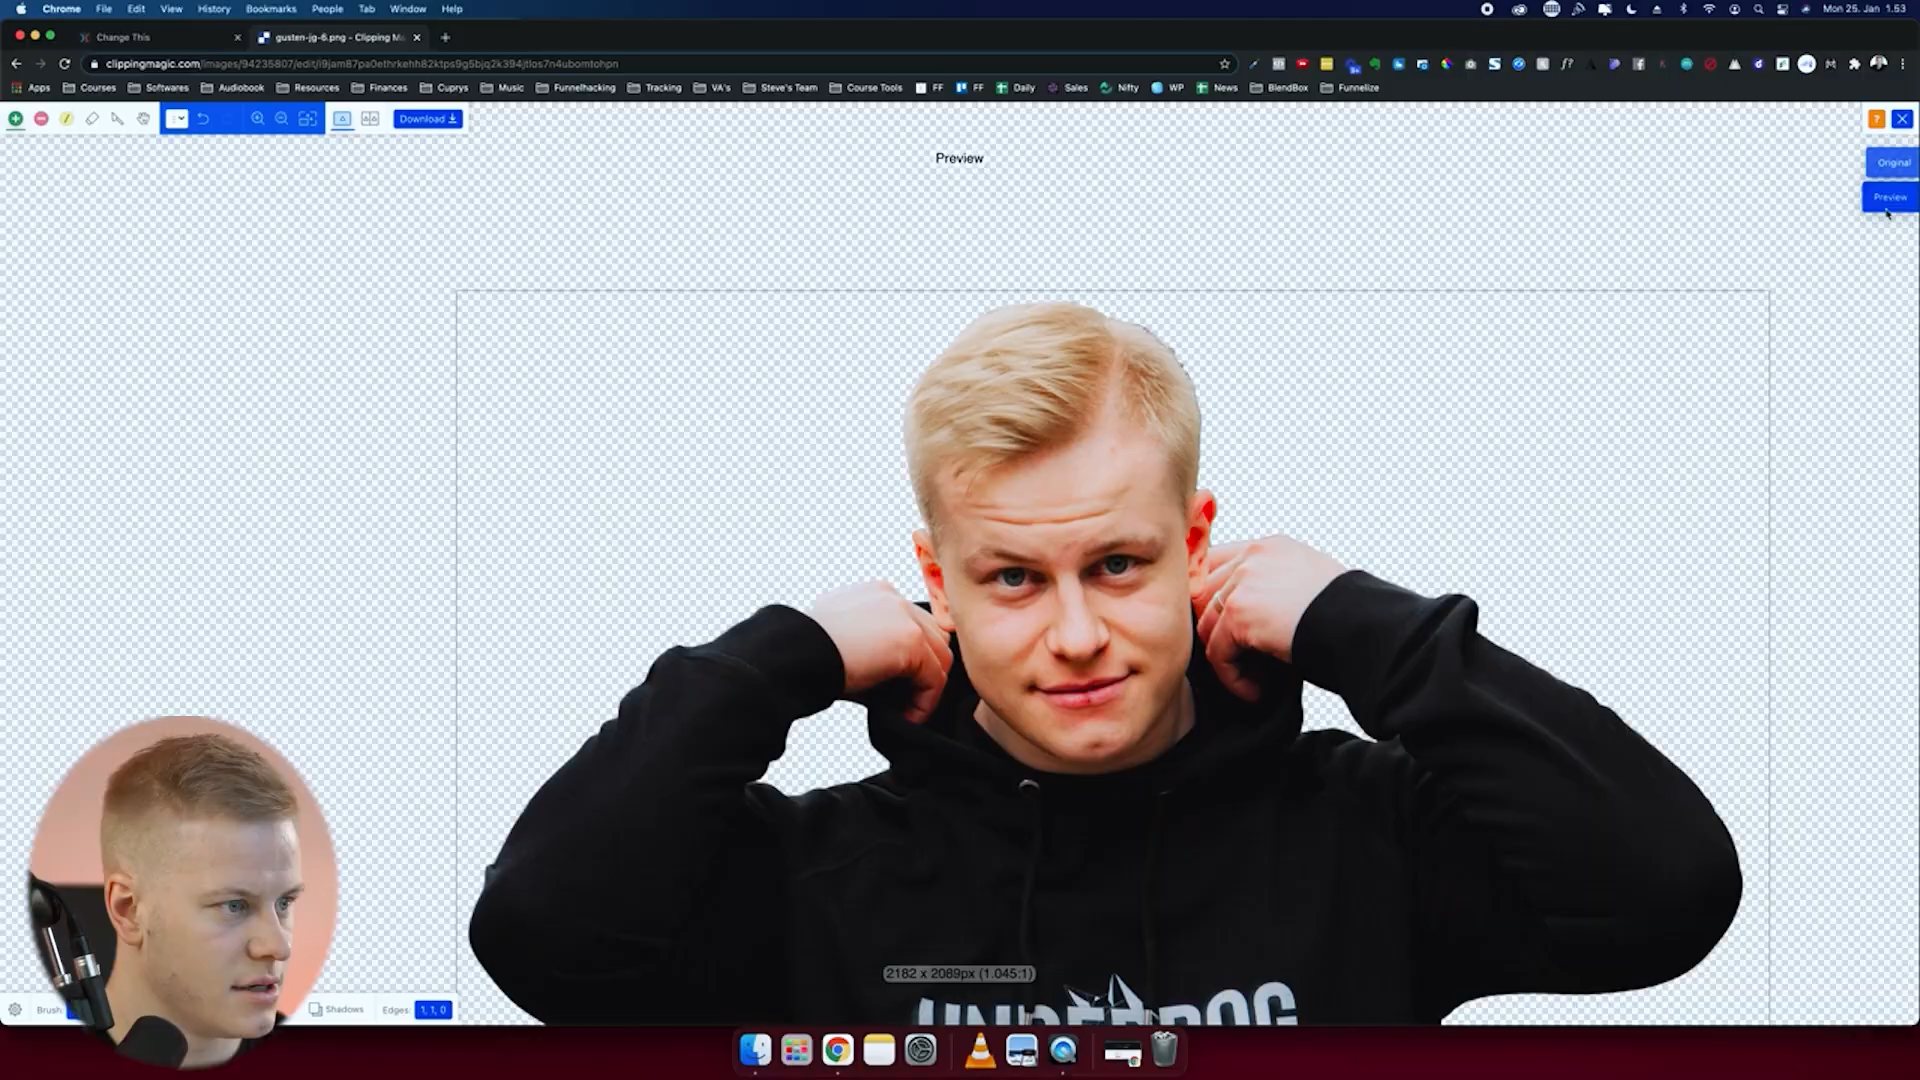 Chrome File Edit View History Bookmarks People Tab Window Help Mon 25. Jan 1.53
Change This gusten-jg-6.png - Clipping Ma
clippingmagic.com/images/94235807/edit/i9jam87pa0ethrkehh82ktps9g5bjq2k394jtlos7n4ubomtohpn
Apps Courses Softwares Audiobook Resources Finances Cuprys Music Funnelhacking Tracking VA's Steve's Team Course Tools FF FF Daily Sales Nifty WP News BlendBox Funnelize
Download ?
Preview
Original
Preview
2182 x 2089px (1.045:1)
UNDERDOG
Brush Shadows Edges: 1, 1, 0